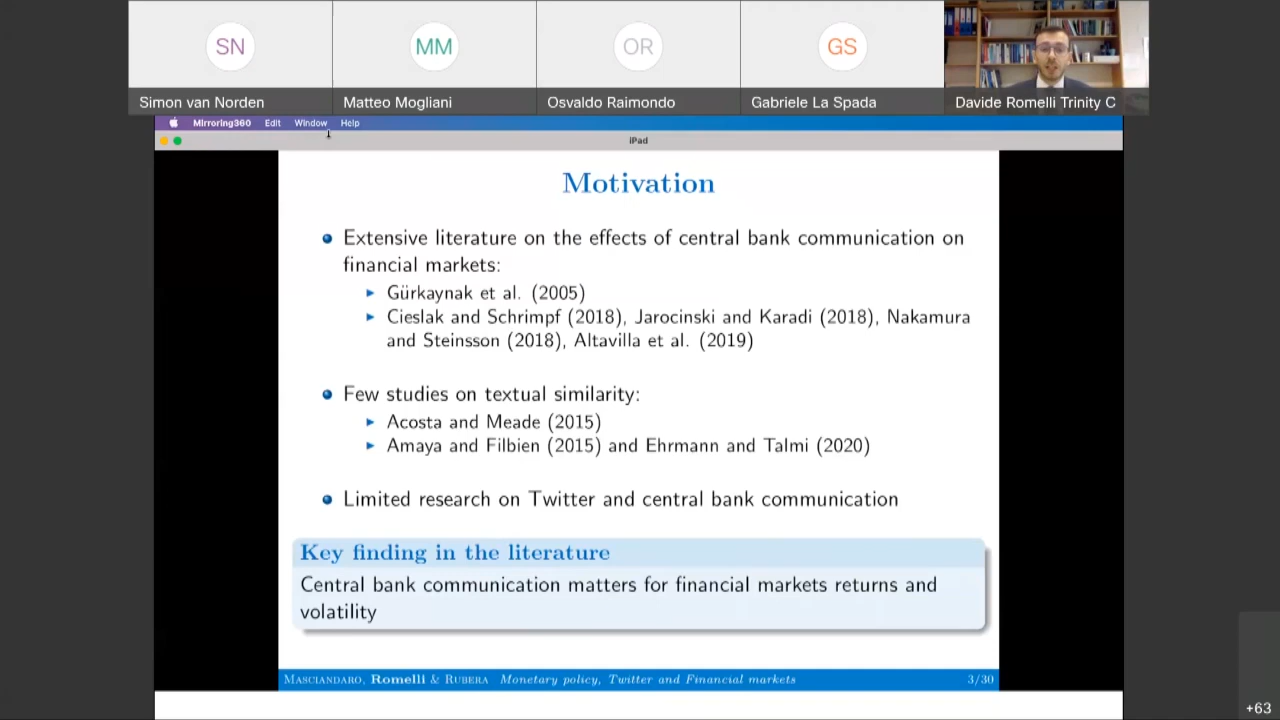 SN
MM
OR
GS
Simon van Norden
Matteo Mogliani
Osvaldo Raimondo
Gabriele La Spada
Davide Romelli Trinity C
Mirroring360 Edit Window Help
iPad
Motivation
Extensive literature on the effects of central bank communication on
financial markets:
Gürkaynak et al. (2005)
Cieslak and Schrimpf (2018), Jarocinski and Karadi (2018), Nakamura
and Steinsson (2018), Altavilla et al. (2019)
Few studies on textual similarity:
Acosta and Meade (2015)
Amaya and Filbien (2015) and Ehrmann and Talmi (2020)
Limited research on Twitter and central bank communication
Key finding in the literature
Central bank communication matters for financial markets returns and
volatility
Masciandaro, Romelli & Rubera Monetary policy, Twitter and Financial markets 3/30
+63